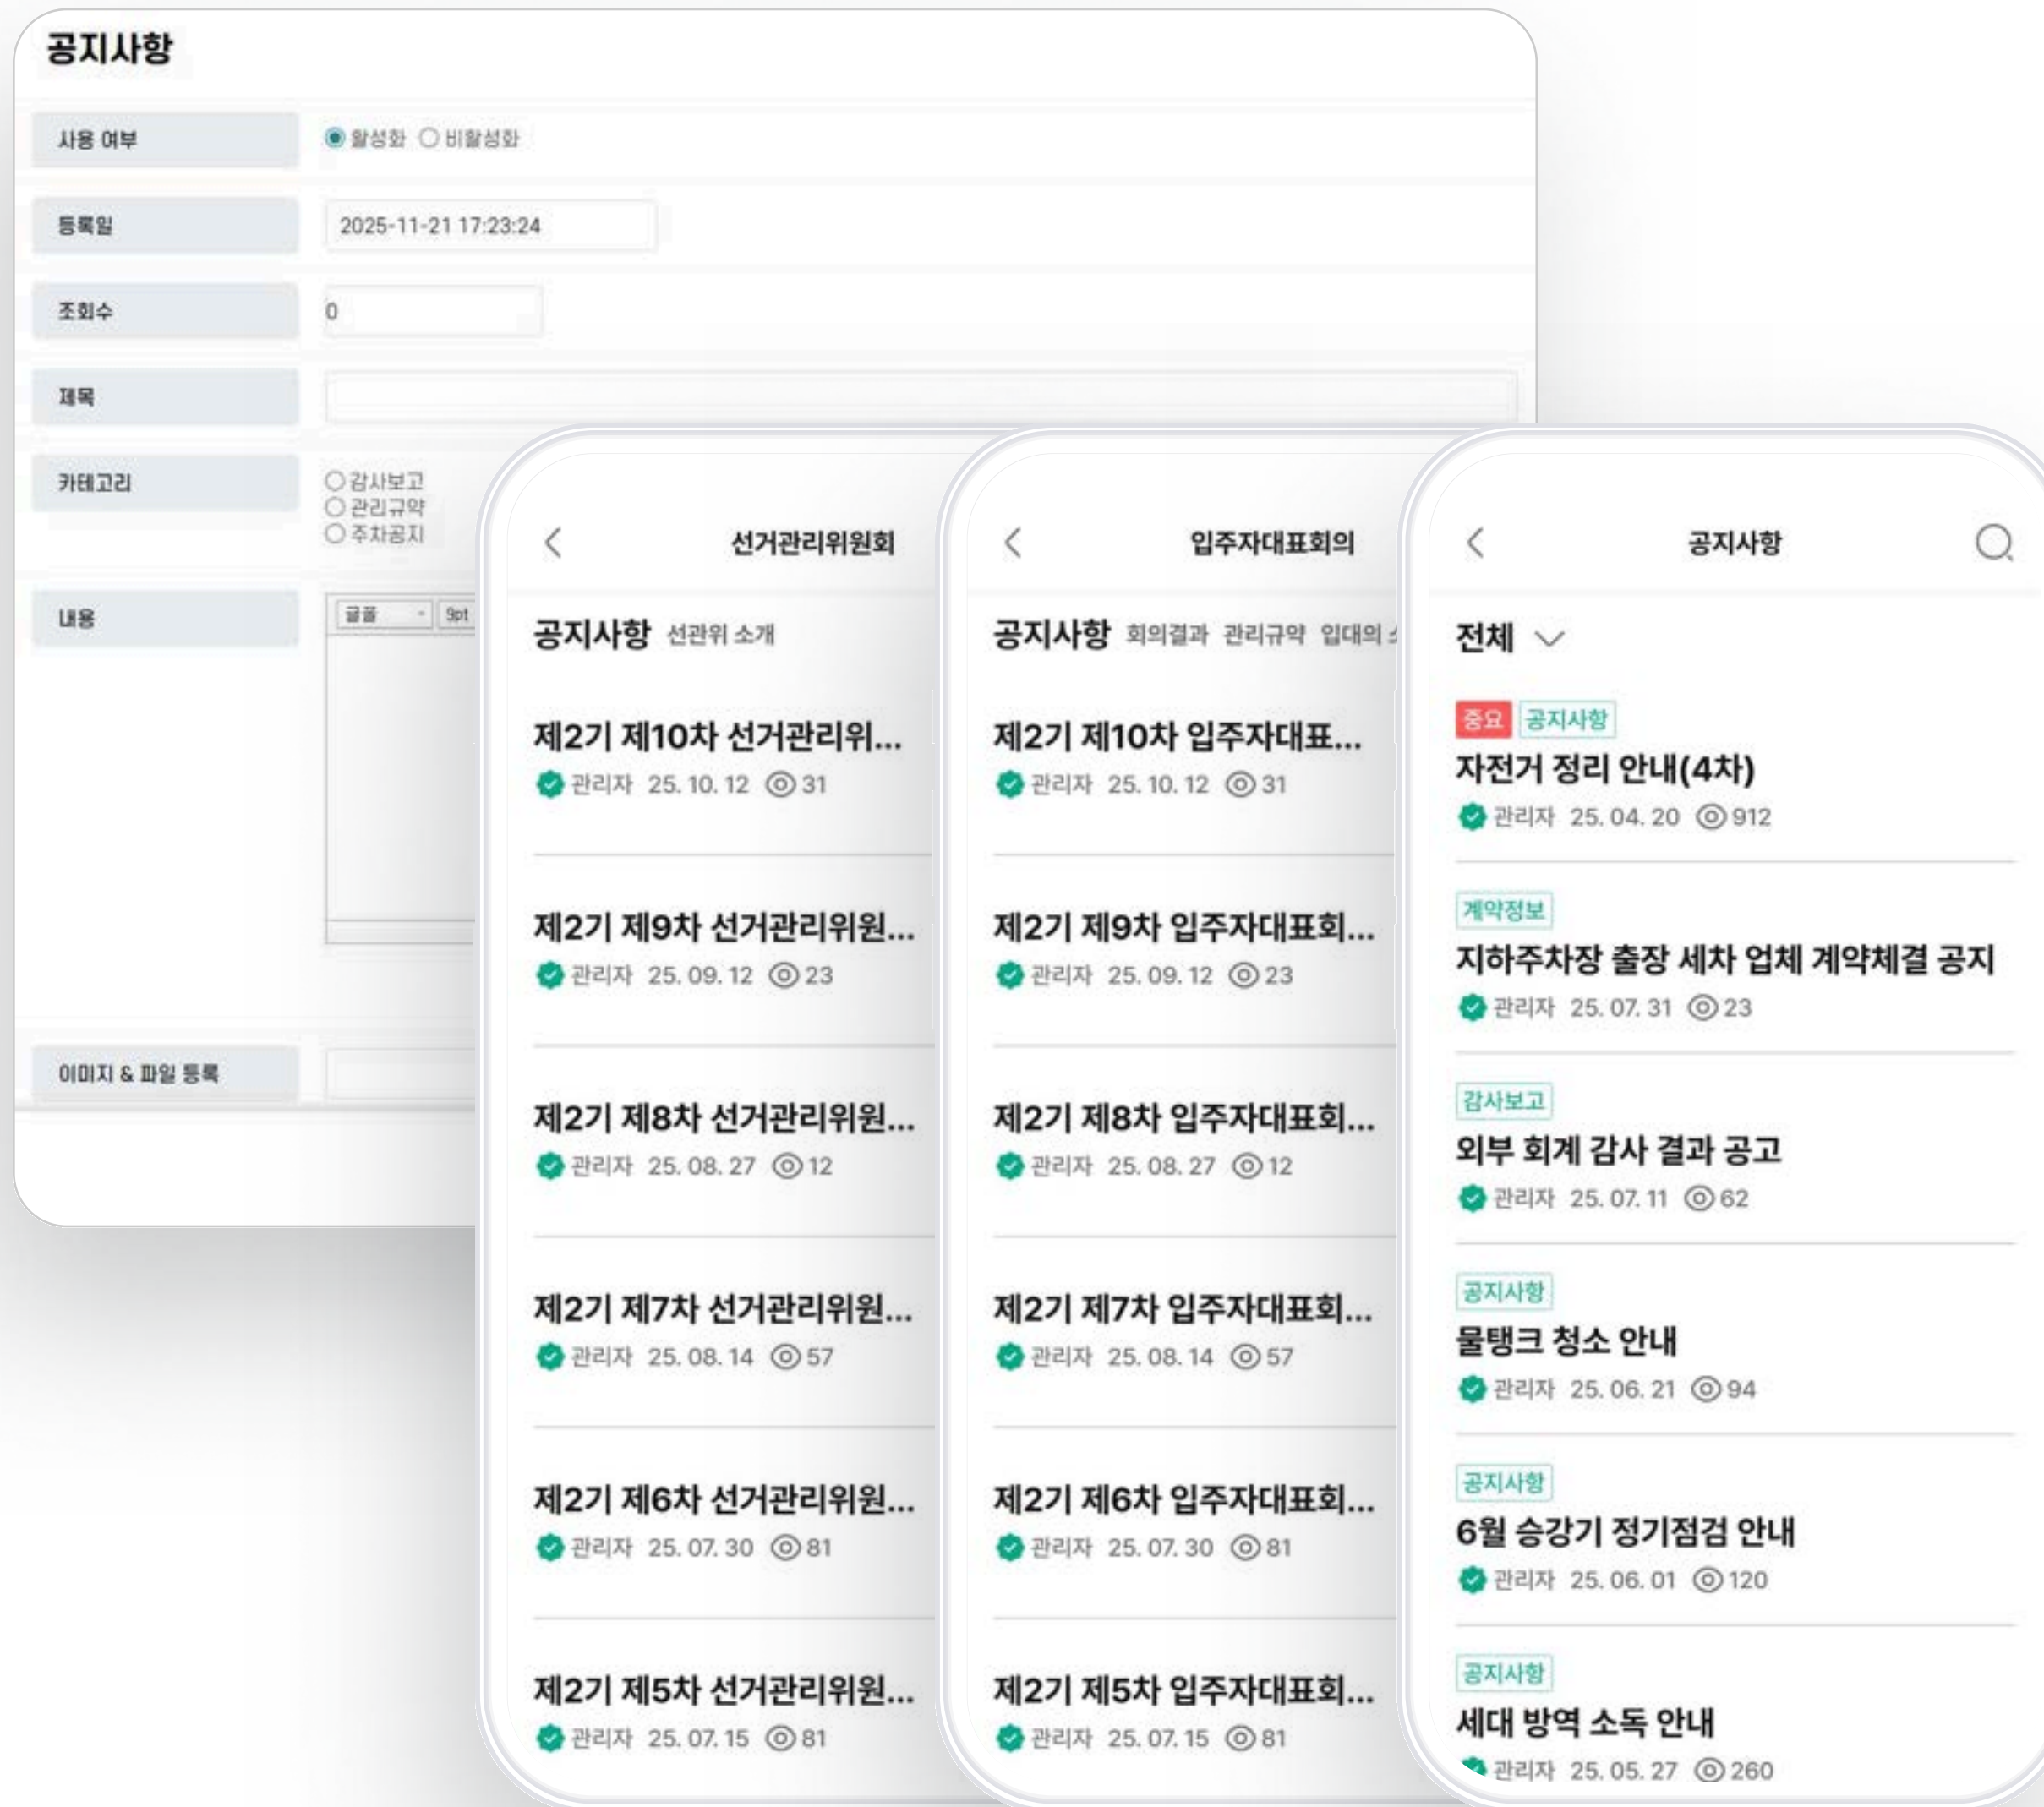 공지사항
사용 여부
활성화 비활성화
등록일
2025-11-21 17:23:24
조회수
0
제목
카테고리
감사보고
관리규약
주차공지
내용
글꼴 9pt
이미지 & 파일 등록
선거관리위원회
공지사항 선관위 소개
제2기 제10차 선거관리위...
관리자 25. 10. 12 31
제2기 제9차 선거관리위원...
관리자 25. 09. 12 23
제2기 제8차 선거관리위원...
관리자 25. 08. 27 12
제2기 제7차 선거관리위원...
관리자 25. 08. 14 57
제2기 제6차 선거관리위원...
관리자 25. 07. 30 81
제2기 제5차 선거관리위원...
관리자 25. 07. 15 81
입주자대표회의
공지사항 회의결과 관리규약 입대의
제2기 제10차 입주자대표...
관리자 25. 10. 12 31
제2기 제9차 입주자대표회...
관리자 25. 09. 12 23
제2기 제8차 입주자대표회...
관리자 25. 08. 27 12
제2기 제7차 입주자대표회...
관리자 25. 08. 14 57
제2기 제6차 입주자대표회...
관리자 25. 07. 30 81
제2기 제5차 입주자대표회...
관리자 25. 07. 15 81
공지사항
전체
중요 공지사항
자전거 정리 안내(4차)
관리자 25. 04. 20 912
계약정보
지하주차장 출장 세차 업체 계약체결 공지
관리자 25. 07. 31 23
감사보고
외부 회계 감사 결과 공고
관리자 25. 07. 11 62
공지사항
물탱크 청소 안내
관리자 25. 06. 21 94
공지사항
6월 승강기 정기점검 안내
관리자 25. 06. 01 120
공지사항
세대 방역 소독 안내
관리자 25. 05. 27 260